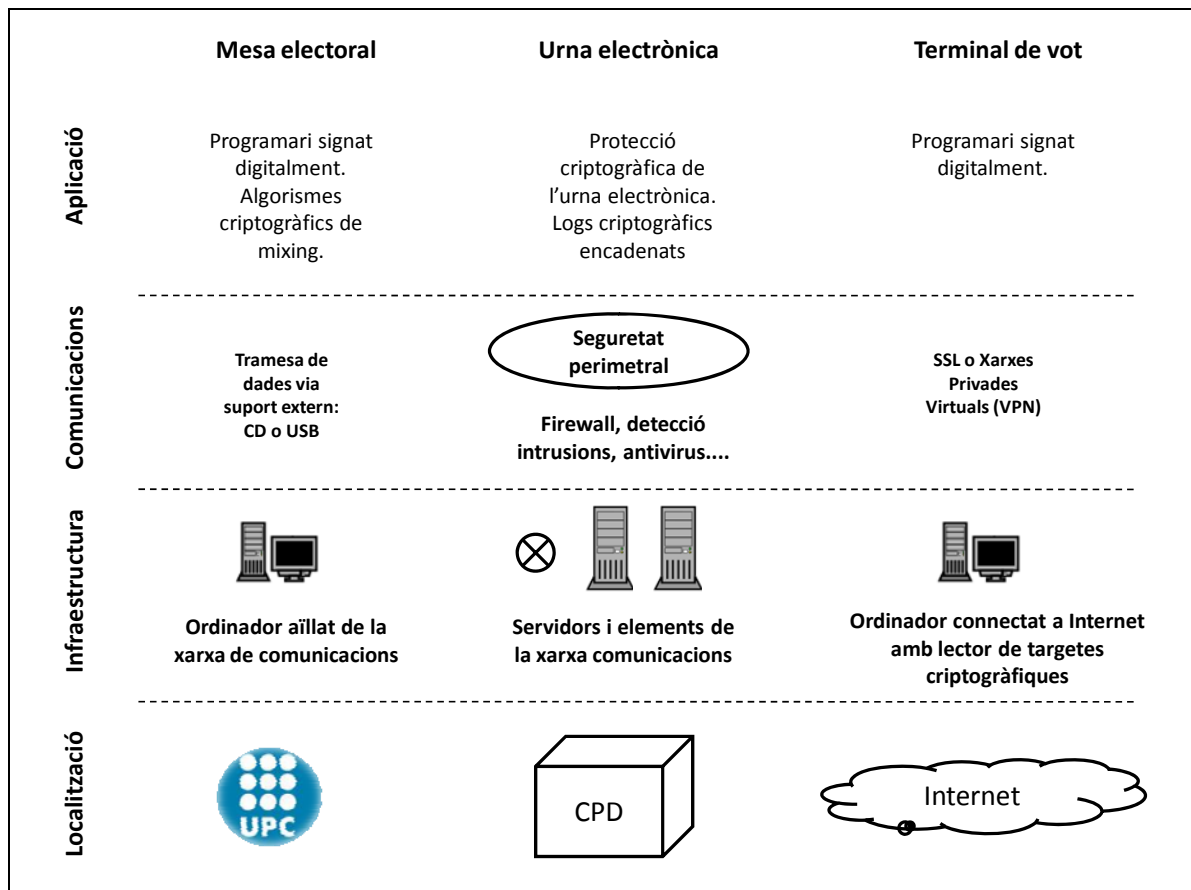 Mesa electoral
Urna electrònica
Terminal de vot
Aplicació
Programari signat
digitalment.
Algorismes
criptogràfics de
mixing.
Protecció
criptogràfica de
l'urna electrònica.
Logs criptogràfics
encadenats
Programari signat
digitalment.
Comunicacions
Tramesa de
dades via
suport extern:
CD o USB
Seguretat
perimetral
Firewall, detecció
intrusions, antivirus....
SSL o Xarxes
Privades
Virtuals (VPN)
Infraestructura
Ordinador aïllat de la
xarxa de comunicacions
Servidors i elements de
la xarxa comunicacions
Ordinador connectat a Internet
amb lector de targetes
criptogràfiques
Localització
UPC
CPD
Internet